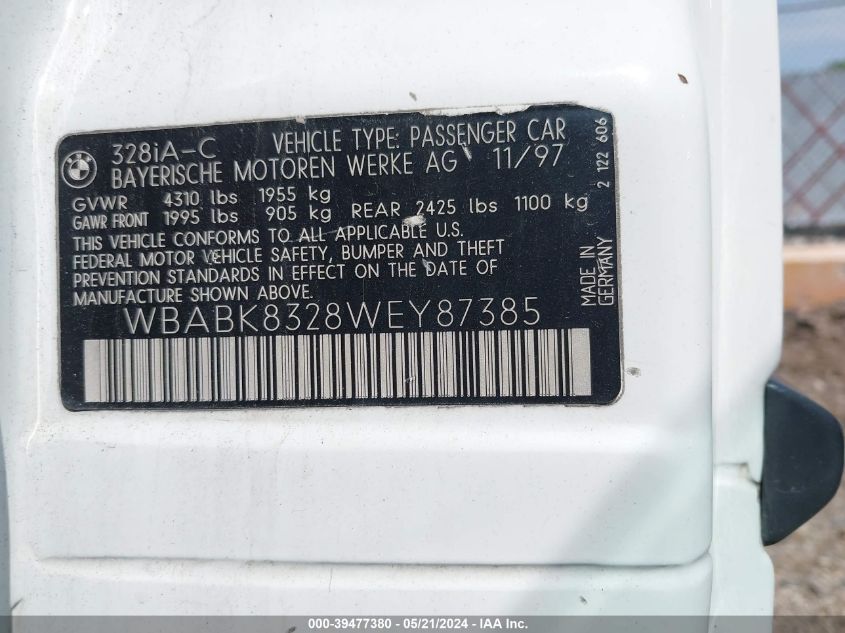 328iA-C VEHICLE TYPE: PASSENGER CAR
BAYERISCHE MOTOREN WERKE AG 11/97
GVWR 4310 lbs 1955 kg
GAWR FRONT 1995 lbs 905 kg REAR 2425 lbs 1100 kg
THIS VEHICLE CONFORMS TO ALL APPLICABLE U.S.
FEDERAL MOTOR VEHICLE SAFETY, BUMPER AND THEFT
PREVENTION STANDARDS IN EFFECT ON THE DATE OF
MANUFACTURE SHOWN ABOVE.
WBABK8328WEY87385
2 122 606
MADE IN
GERMANY
000-39477380 - 05/21/2024 - IAA Inc.